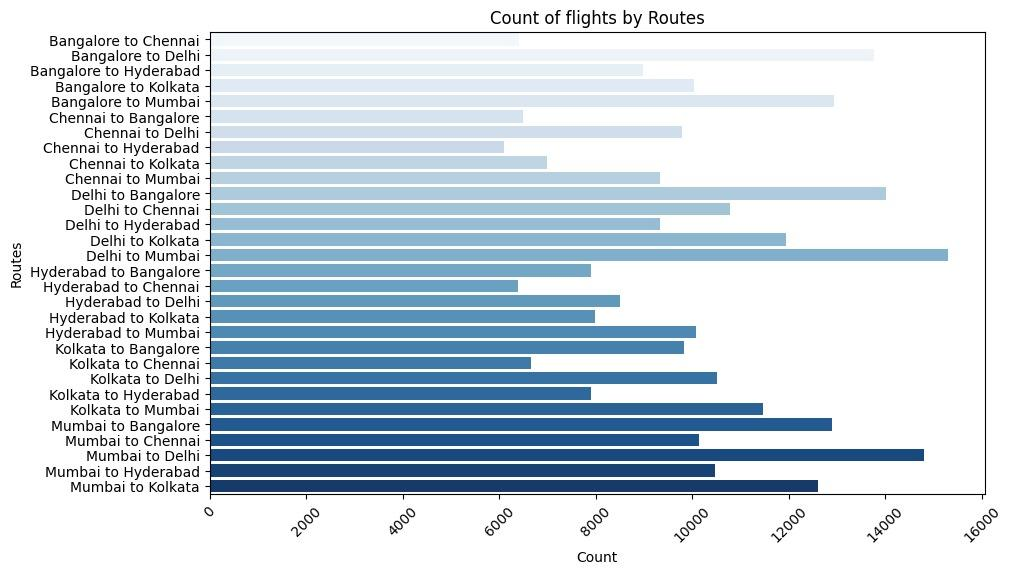 Count of flights by Routes
Routes
Bangalore to Chennai
Bangalore to Delhi
Bangalore to Hyderabad
Bangalore to Kolkata
Bangalore to Mumbai
Chennai to Bangalore
Chennai to Delhi
Chennai to Hyderabad
Chennai to Kolkata
Chennai to Mumbai
Delhi to Bangalore
Delhi to Chennai
Delhi to Hyderabad
Delhi to Kolkata
Delhi to Mumbai
Hyderabad to Bangalore
Hyderabad to Chennai
Hyderabad to Delhi
Hyderabad to Kolkata
Hyderabad to Mumbai
Kolkata to Bangalore
Kolkata to Chennai
Kolkata to Delhi
Kolkata to Hyderabad
Kolkata to Mumbai
Mumbai to Bangalore
Mumbai to Chennai
Mumbai to Delhi
Mumbai to Hyderabad
Mumbai to Kolkata
0 2000 4000 6000 8000 10000 12000 14000 16000
Count